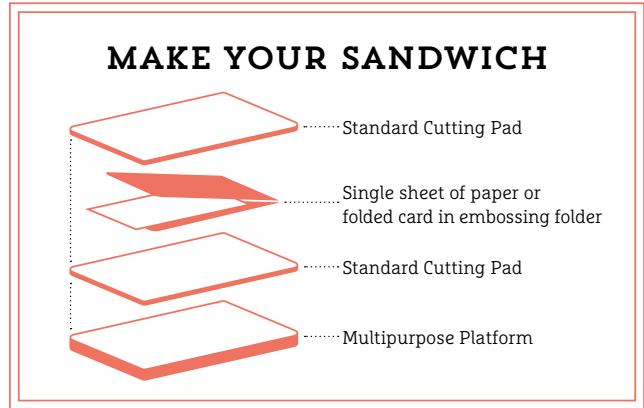 MAKE YOUR SANDWICH
Standard Cutting Pad
Single sheet of paper or
folded card in embossing folder
Standard Cutting Pad
Multipurpose Platform